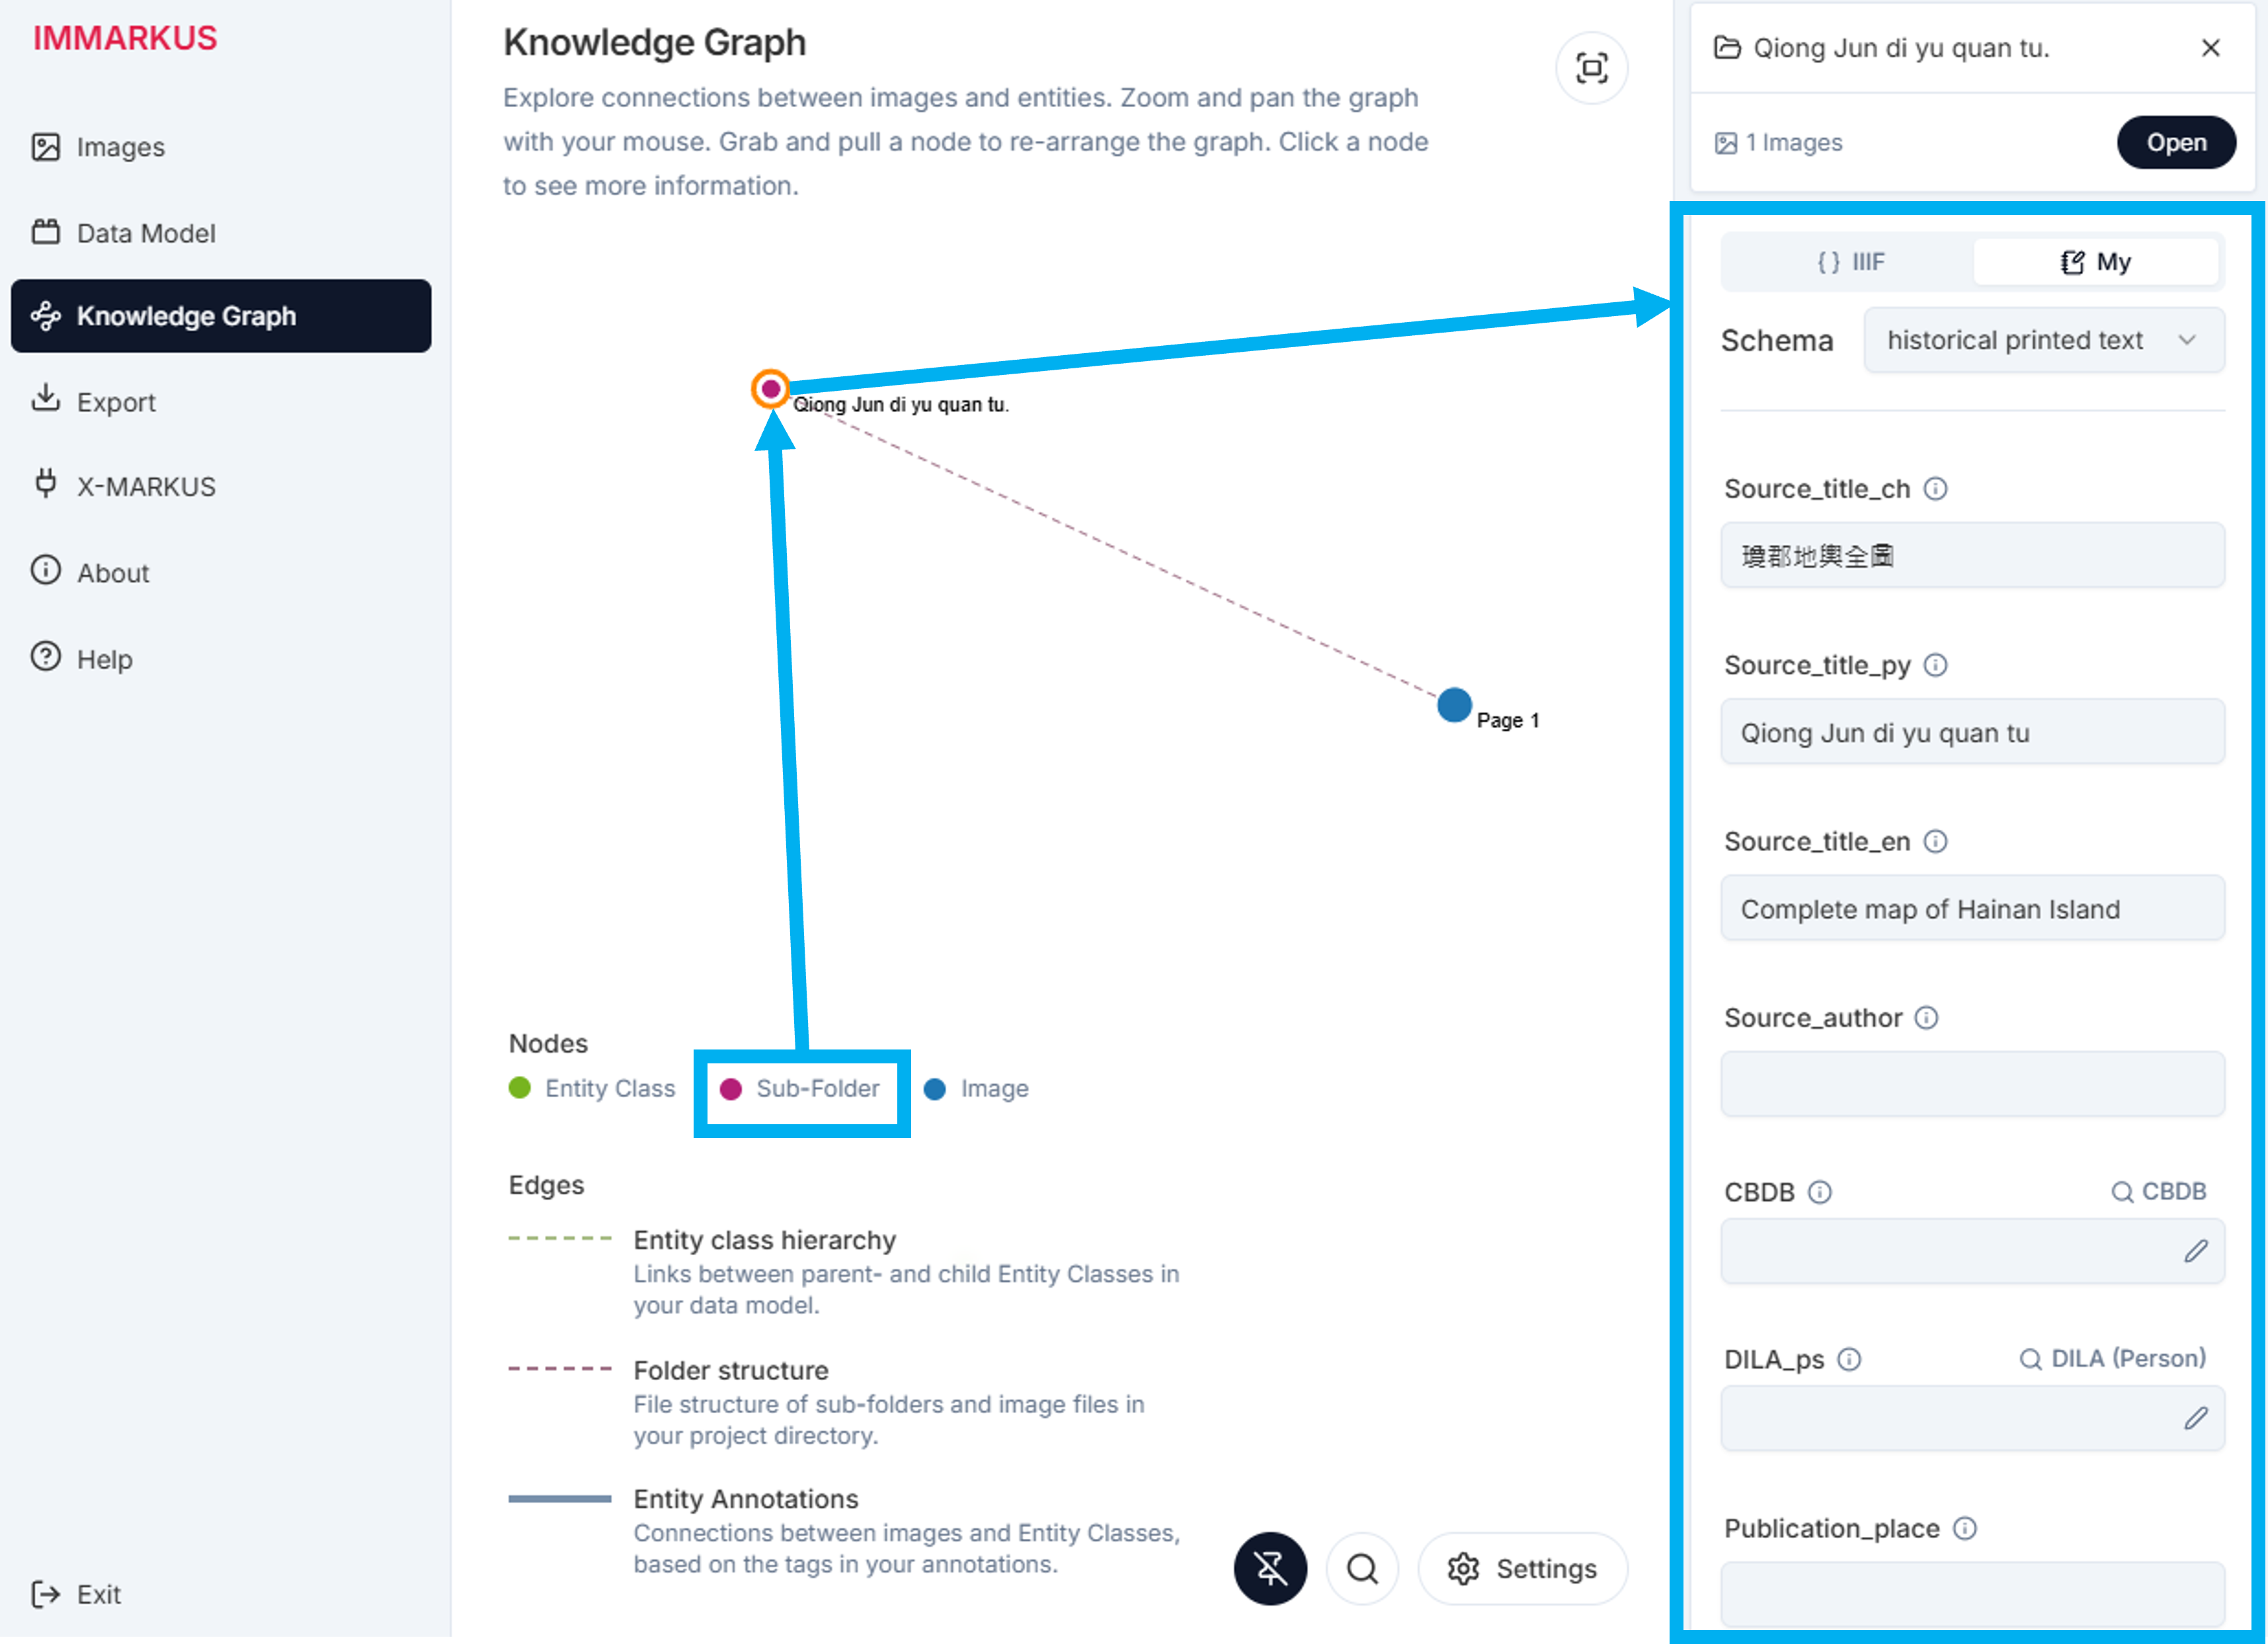 IMMARKUS
Images
Data Model
Knowledge Graph
Export
X-MARKUS
About
Help
Exit
Knowledge Graph
Explore connections between images and entities. Zoom and pan the graph
with your mouse. Grab and pull a node to re-arrange the graph. Click a node
to see more information.
Qiong Jun di yu quan tu.
Page 1
Nodes
Entity Class
Sub-Folder
Image
Edges
Entity class hierarchy
Links between parent- and child Entity Classes in
your data model.
Folder structure
File structure of sub-folders and image files in
your project directory.
Entity Annotations
Connections between images and Entity Classes,
based on the tags in your annotations.
Settings
Qiong Jun di yu quan tu.
1 Images
Open
{ } IIIF
My
Schema
historical printed text
Source_title_ch
瓊郡地輿全圖
Source_title_py
Qiong Jun di yu quan tu
Source_title_en
Complete map of Hainan Island
Source_author
CBDB
CBDB
DILA_ps
DILA (Person)
Publication_place